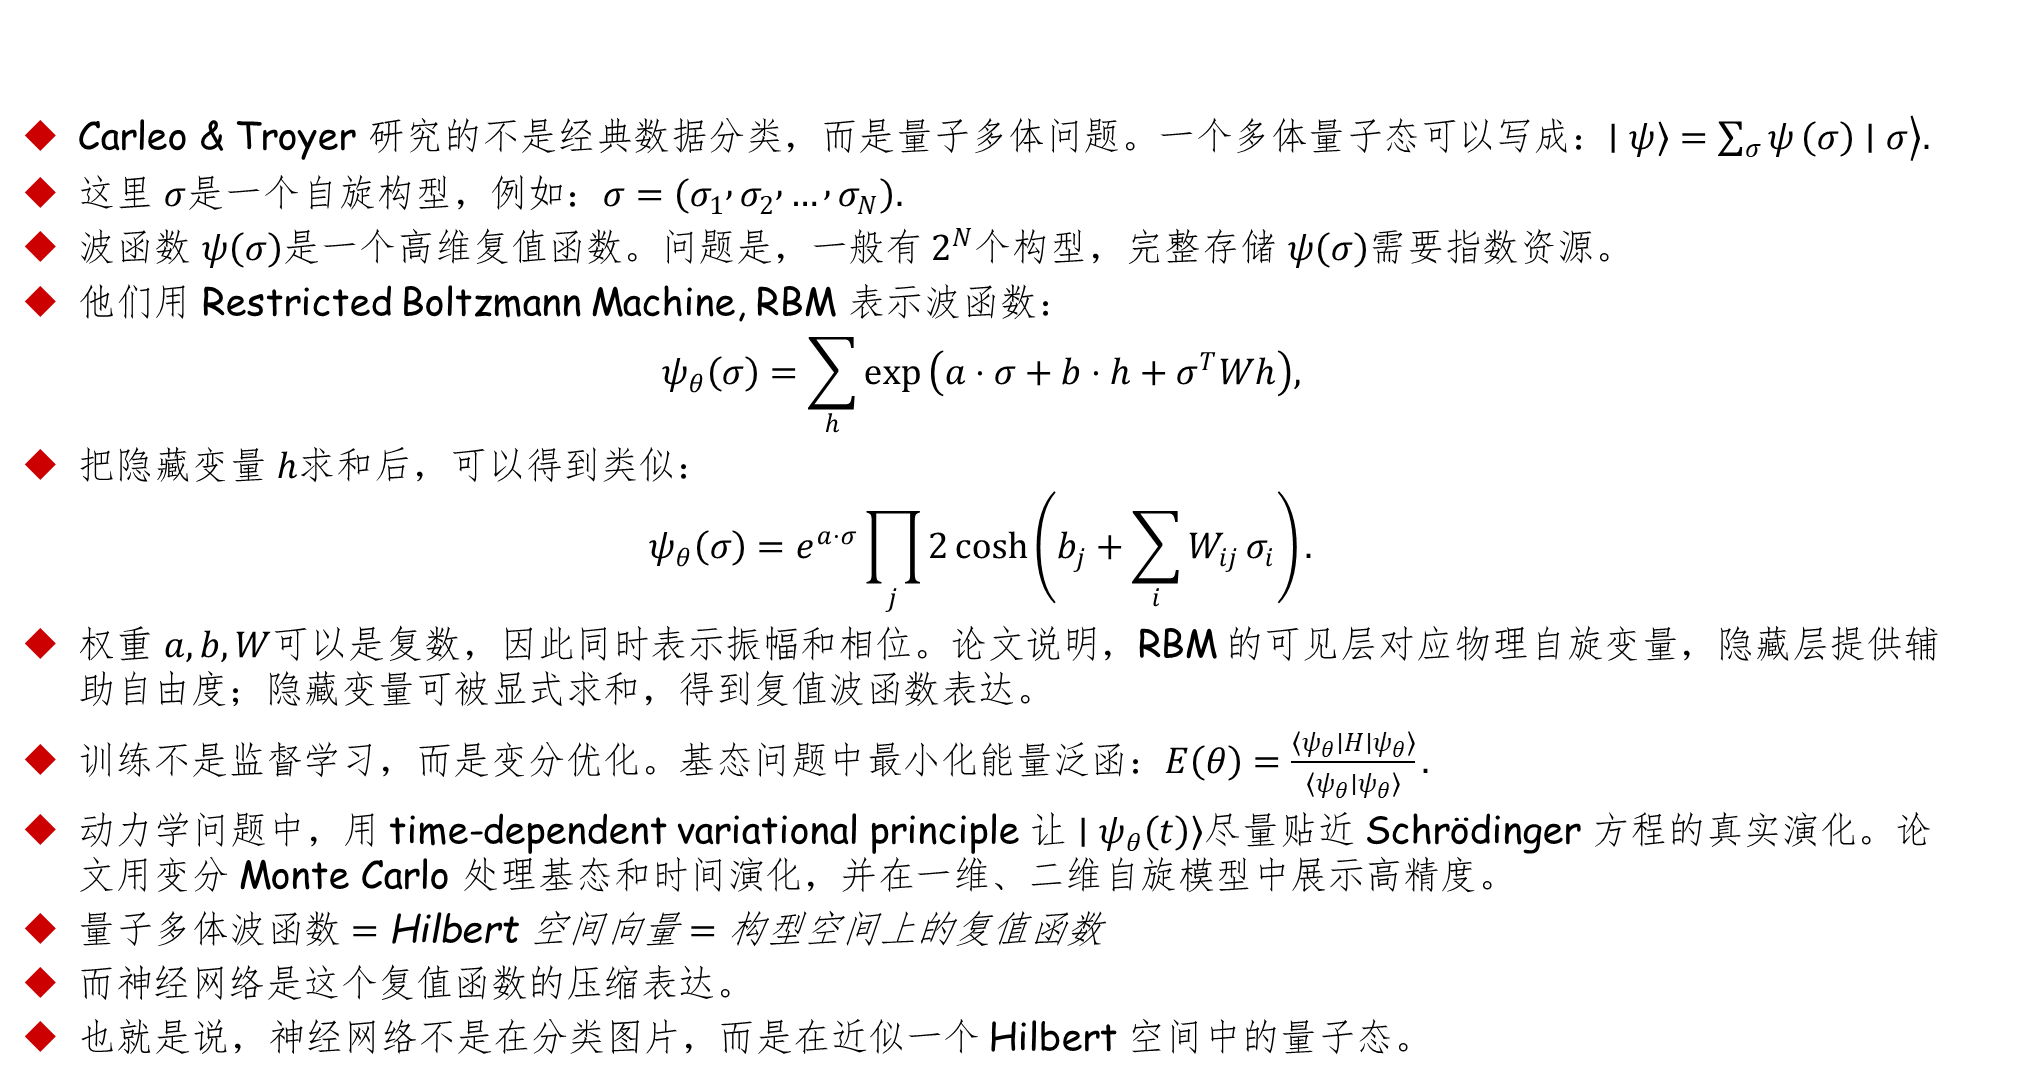 ◆ Carleo & Troyer 研究的不是经典数据分类，而是量子多体问题。一个多体量子态可以写成：| ψ⟩ = ∑_σ ψ (σ) | σ⟩.
◆ 这里 σ是一个自旋构型，例如：σ = (σ₁, σ₂, … , σ_N).
◆ 波函数 ψ(σ)是一个高维复值函数。问题是，一般有 2^N个构型，完整存储 ψ(σ)需要指数资源。
◆ 他们用 Restricted Boltzmann Machine, RBM 表示波函数：
ψ_θ(σ) = ∑_h exp (a · σ + b · h + σ^T W h),
◆ 把隐藏变量 h求和后，可以得到类似：
ψ_θ(σ) = e^{a·σ} ∏_j 2 cosh (b_j + ∑_i W_{ij} σ_i) .
◆ 权重 a, b, W可以是复数，因此同时表示振幅和相位。论文说明，RBM 的可见层对应物理自旋变量，隐藏层提供辅
助自由度；隐藏变量可被显式求和，得到复值波函数表达。
◆ 训练不是监督学习，而是变分优化。基态问题中最小化能量泛函：E(θ) = ⟨ψ_θ|H|ψ_θ⟩ / ⟨ψ_θ|ψ_θ⟩ .
◆ 动力学问题中，用 time-dependent variational principle 让 | ψ_θ(t)⟩尽量贴近 Schrödinger 方程的真实演化。论
文用变分 Monte Carlo 处理基态和时间演化，并在一维、二维自旋模型中展示高精度。
◆ 量子多体波函数 = Hilbert 空间向量 = 构型空间上的复值函数
◆ 而神经网络是这个复值函数的压缩表达。
◆ 也就是说，神经网络不是在分类图片，而是在近似一个 Hilbert 空间中的量子态。